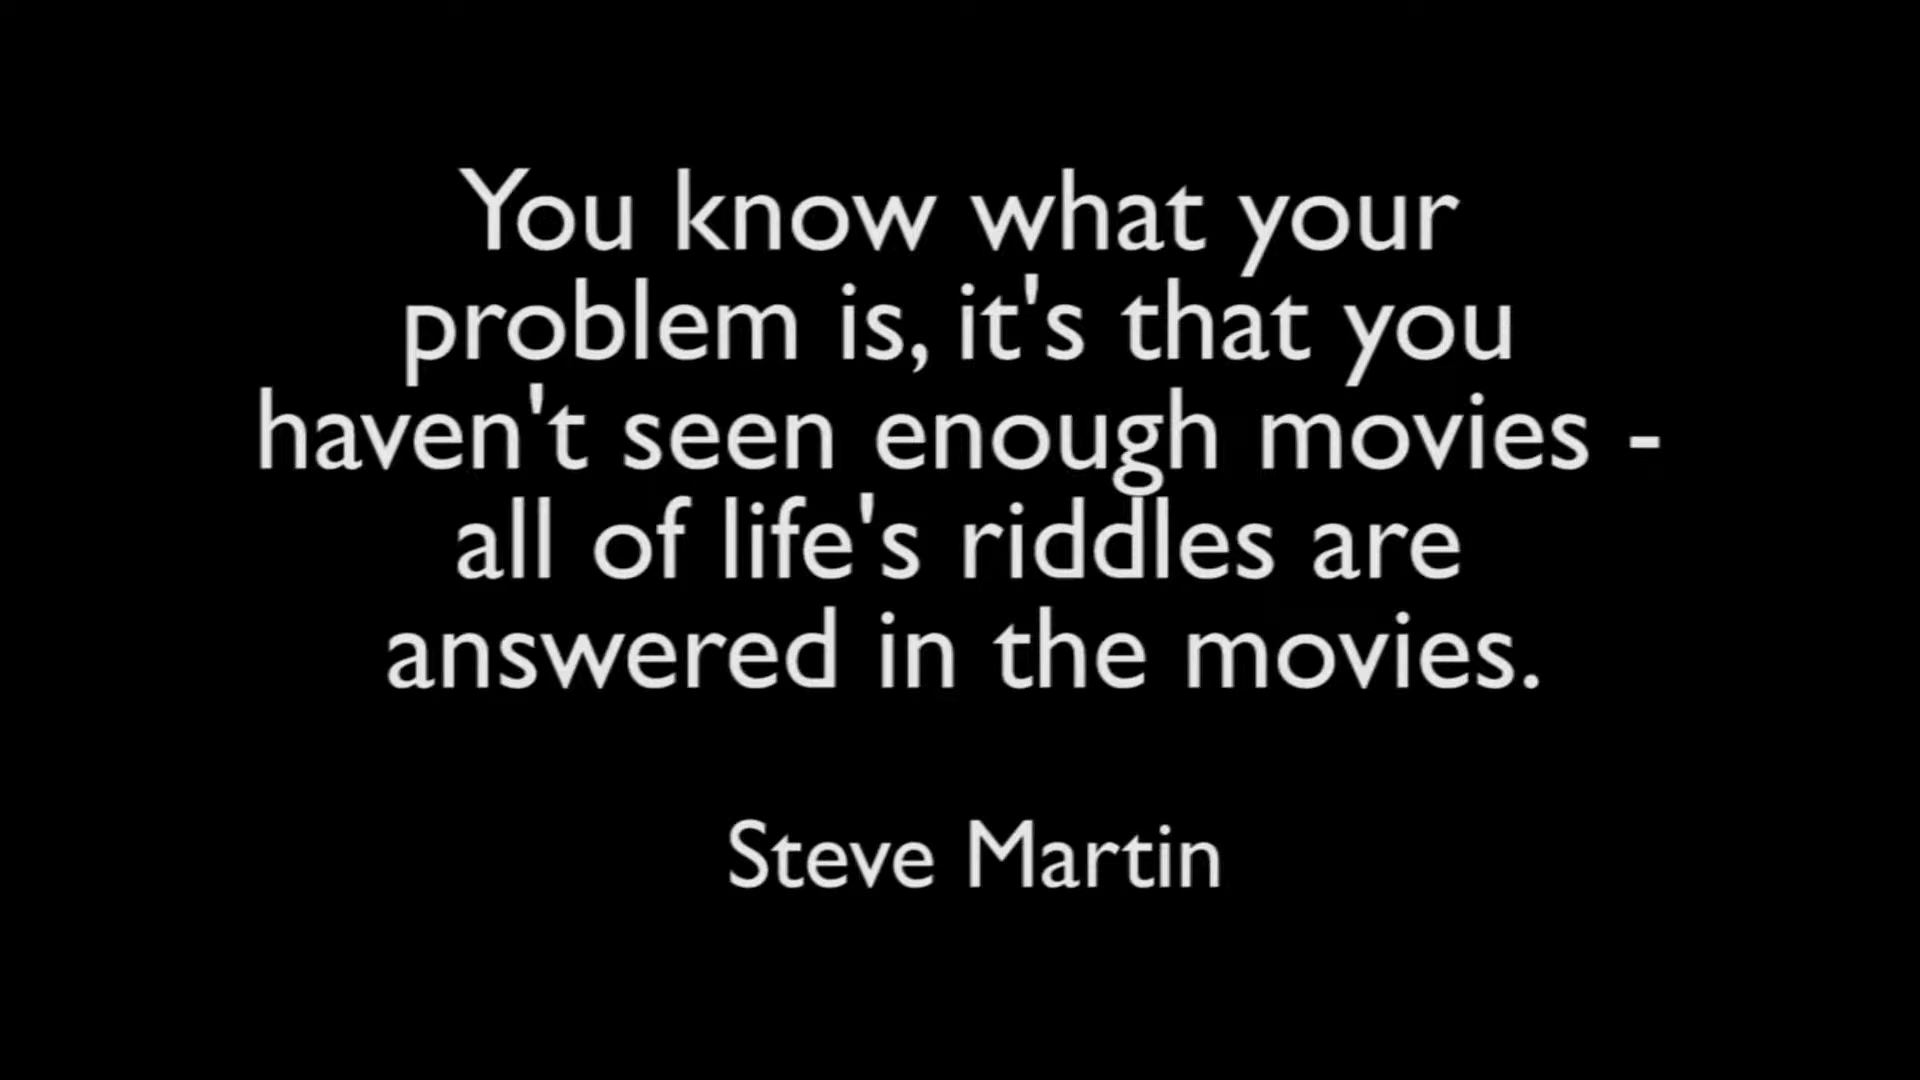 You know what your
problem is, it's that you
haven't seen enough movies -
all of life's riddles are
answered in the movies.
Steve Martin